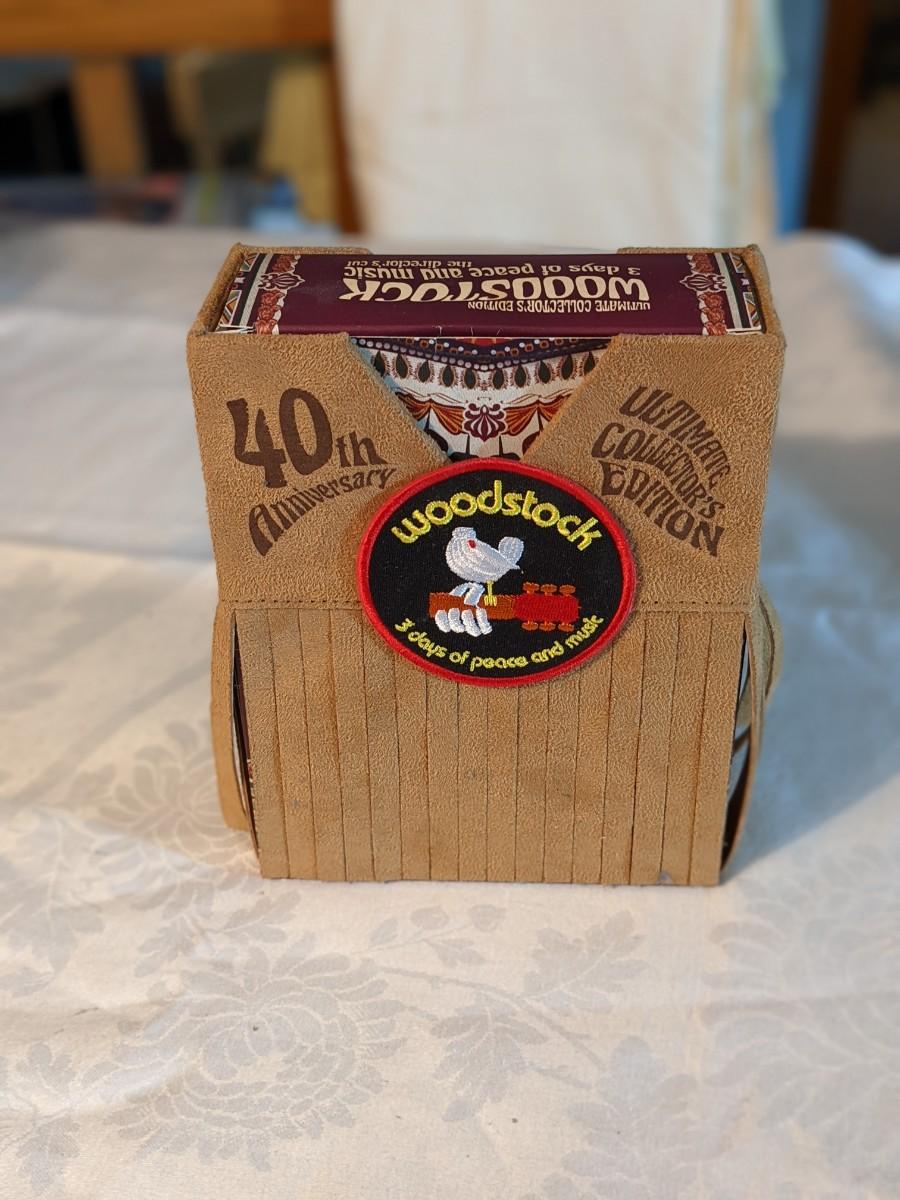 ULTIMATE COLLECTOR'S EDITION
WOODSTOCK
3 days of peace and music
the director's cut
40th
Anniversary
ULTIMATE
COLLECTOR'S
EDITION
woodstock
3 days of peace and music